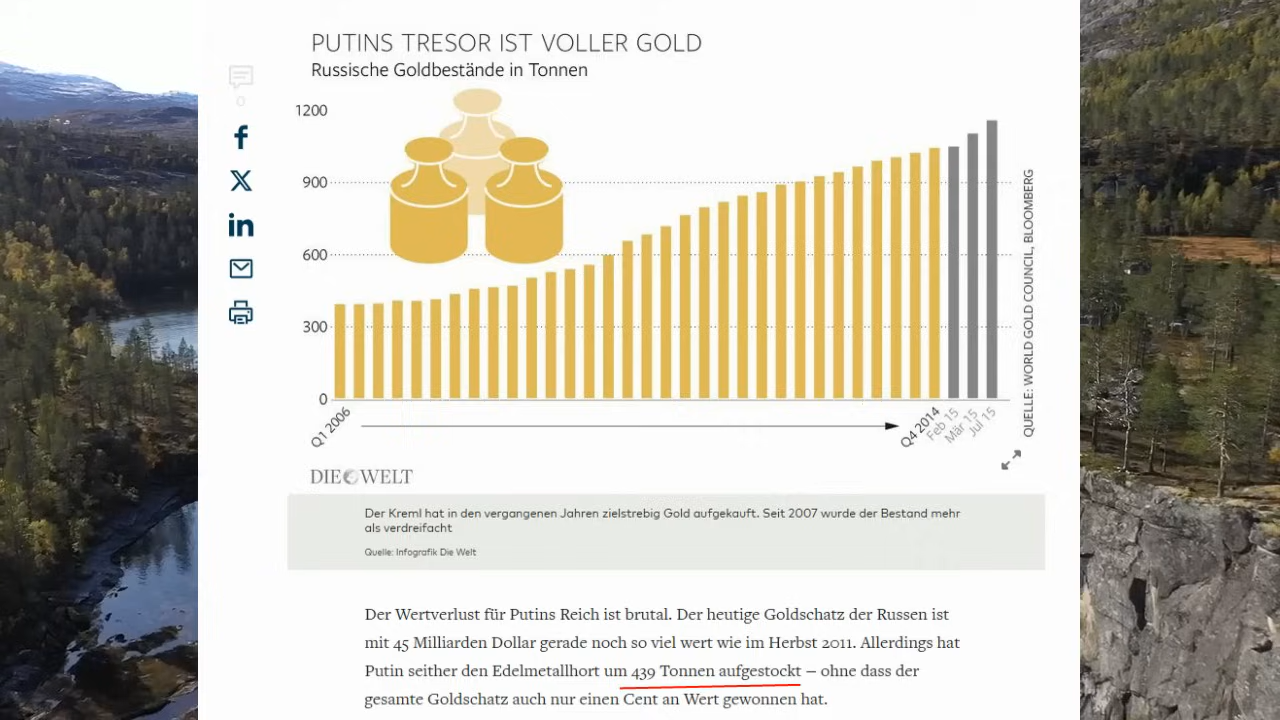 PUTINS TRESOR IST VOLLER GOLD
Russische Goldbestände in Tonnen
0
1200
900
600
300
0
Q1 2006
Q4 2014
Feb 15
Mär 15
Jul 15
QUELLE: WORLD GOLD COUNCIL, BLOOMBERG
DIE WELT
Der Kreml hat in den vergangenen Jahren zielstrebig Gold aufgekauft. Seit 2007 wurde der Bestand mehr
als verdreifacht
Quelle: Infografik Die Welt
Der Wertverlust für Putins Reich ist brutal. Der heutige Goldschatz der Russen ist
mit 45 Milliarden Dollar gerade noch so viel wert wie im Herbst 2011. Allerdings hat
Putin seither den Edelmetallhort um 439 Tonnen aufgestockt – ohne dass der
gesamte Goldschatz auch nur einen Cent an Wert gewonnen hat.